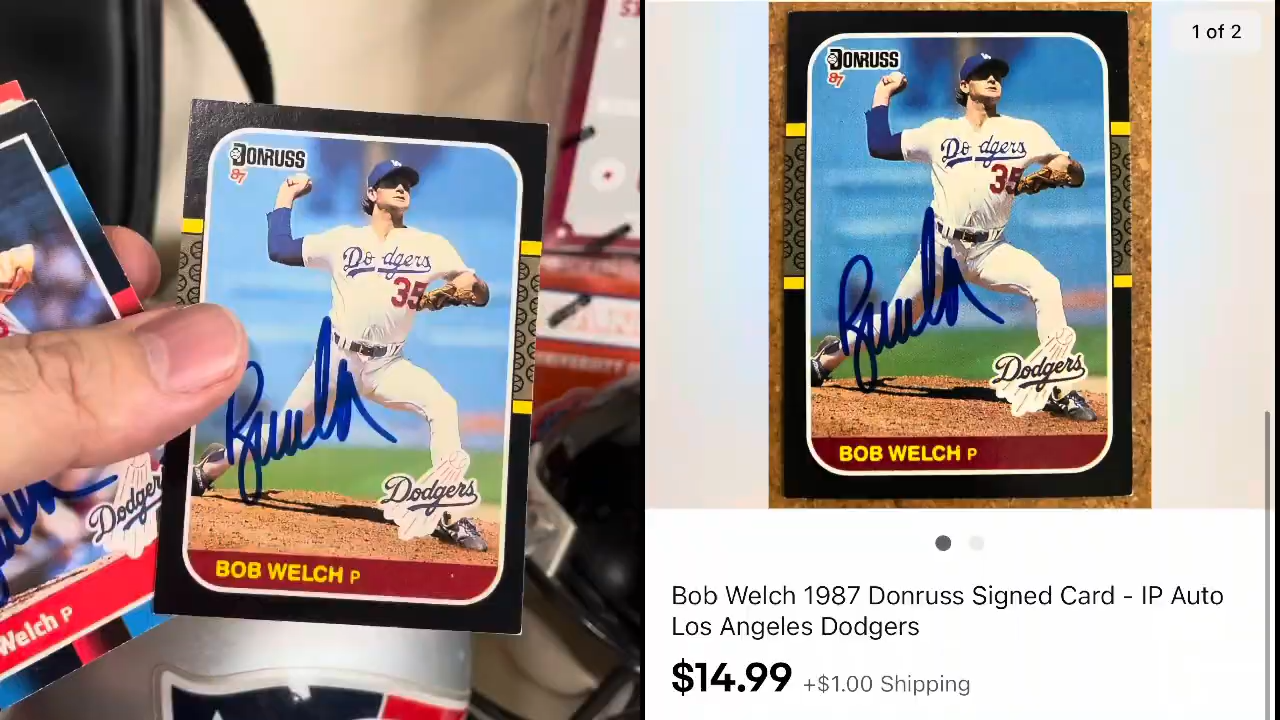 DONRUSS
87
Dodgers
35
Dodgers
BOB WELCH P
Dodger
Welch P
1 of 2
DONRUSS
87
Dodgers
35
Dodgers
BOB WELCH P
Bob Welch 1987 Donruss Signed Card - IP Auto
Los Angeles Dodgers
$14.99 +$1.00 Shipping